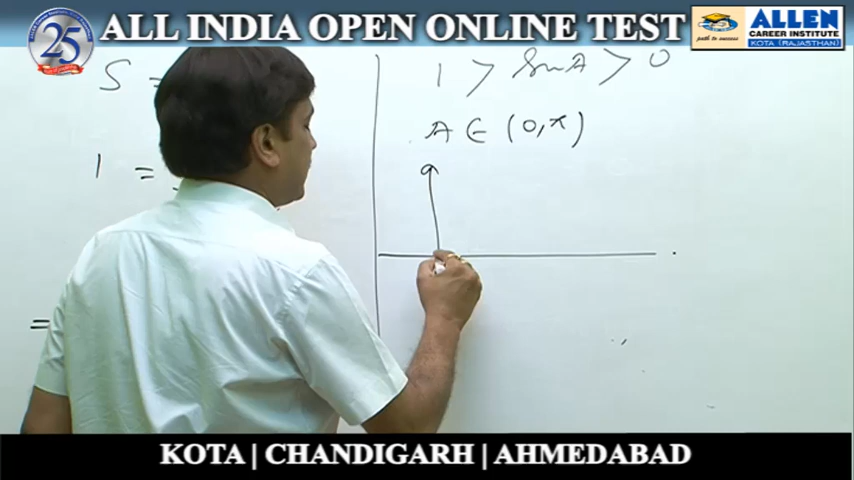 ALL INDIA OPEN ONLINE TEST
25
path to success
ALLEN
CAREER INSTITUTE
KOTA (RAJASTHAN)
S =
1 > sin A > 0
A ∈ (0, π)
1 =
=
KOTA | CHANDIGARH | AHMEDABAD